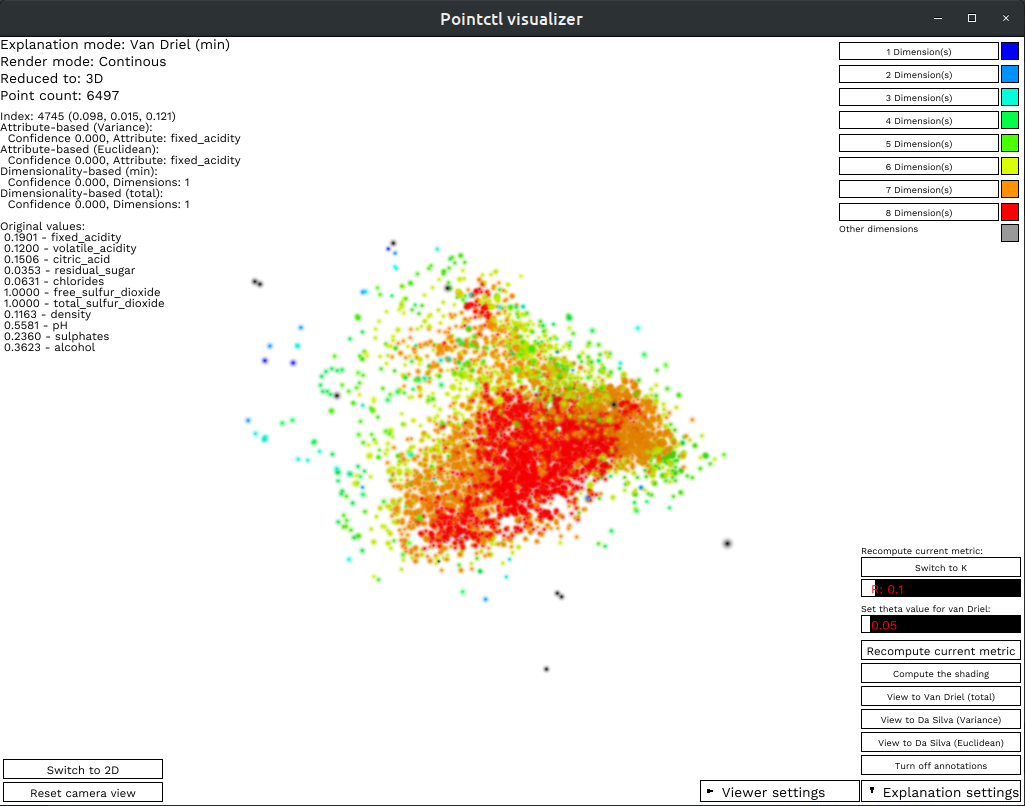 Pointctl visualizer
Explanation mode: Van Driel (min)
Render mode: Continous
Reduced to: 3D
Point count: 6497
Index: 4745 (0.098, 0.015, 0.121)
Attribute-based (Variance):
Confidence 0.000, Attribute: fixed_acidity
Attribute-based (Euclidean):
Confidence 0.000, Attribute: fixed_acidity
Dimensionality-based (min):
Confidence 0.000, Dimensions: 1
Dimensionality-based (total):
Confidence 0.000, Dimensions: 1
Original values:
0.1901 - fixed_acidity
0.1200 - volatile_acidity
0.1506 - citric_acid
0.0353 - residual_sugar
0.0631 - chlorides
1.0000 - free_sulfur_dioxide
1.0000 - total_sulfur_dioxide
0.1163 - density
0.5581 - pH
0.2360 - sulphates
0.3623 - alcohol
1 Dimension(s)
2 Dimension(s)
3 Dimension(s)
4 Dimension(s)
5 Dimension(s)
6 Dimension(s)
7 Dimension(s)
8 Dimension(s)
Other dimensions
Recompute current metric:
Switch to K
R: 0.1
Set theta value for van Driel:
0.05
Recompute current metric
Compute the shading
View to Van Driel (total)
View to Da Silva (Variance)
View to Da Silva (Euclidean)
Turn off annotations
Switch to 2D
Reset camera view
Viewer settings
Explanation settings